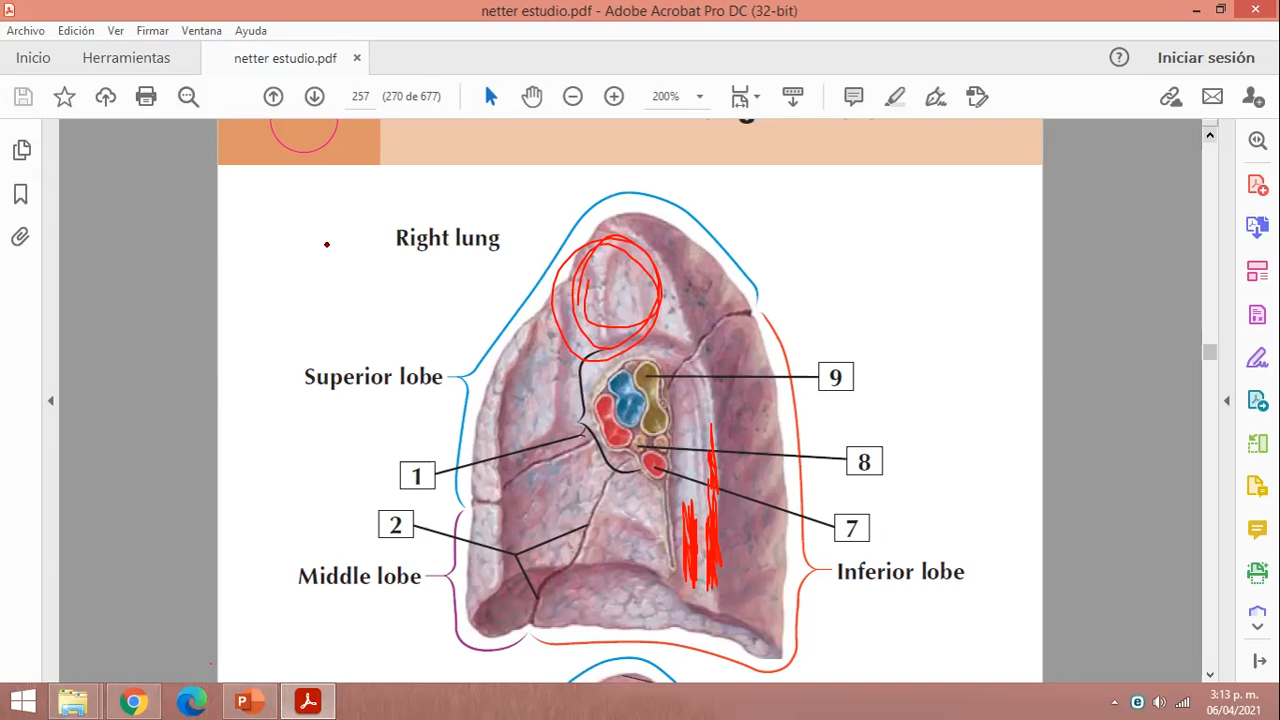 netter estudio.pdf - Adobe Acrobat Pro DC (32-bit)
Archivo Edición Ver Firmar Ventana Ayuda
Inicio Herramientas netter estudio.pdf × Iniciar sesión
257 (270 de 677) 200%
Right lung
Superior lobe
9
8
1
2
7
Middle lobe
Inferior lobe
3:13 p. m.
06/04/2021